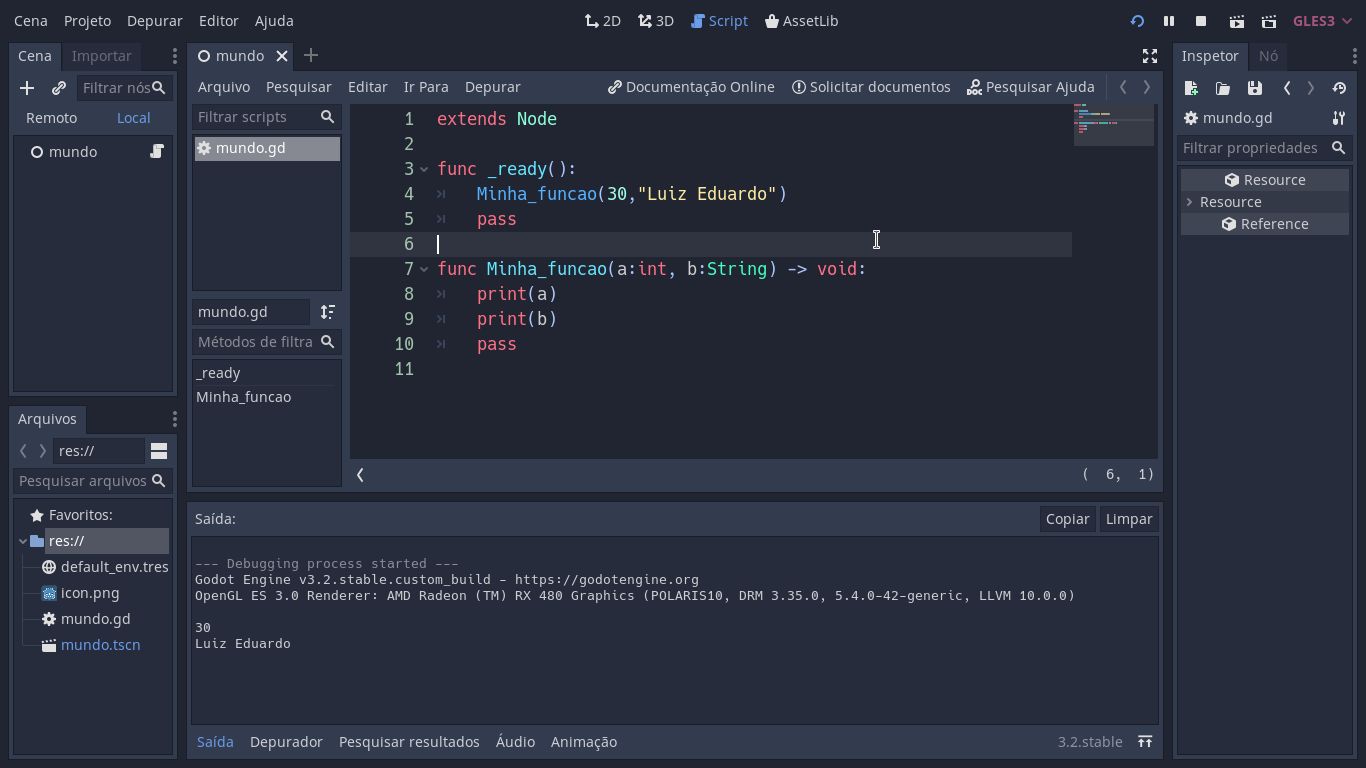 Cena Projeto Depurar Editor Ajuda 2D 3D Script AssetLib GLES3
Cena Importar
Filtrar nós
Remoto Local
mundo
mundo
Arquivo Pesquisar Editar Ir Para Depurar Documentação Online Solicitar documentos Pesquisar Ajuda
Filtrar scripts
mundo.gd
mundo.gd
Métodos de filtra
_ready
Minha_funcao
1 extends Node
2
3 func _ready():
4 Minha_funcao(30,"Luiz Eduardo")
5 pass
6
7 func Minha_funcao(a:int, b:String) -> void:
8 print(a)
9 print(b)
10 pass
11
( 6, 1)
Inspetor Nó
mundo.gd
Filtrar propriedades
Resource
Resource
Reference
Arquivos
res://
Pesquisar arquivos
Favoritos:
res://
default_env.tres
icon.png
mundo.gd
mundo.tscn
Saída: Copiar Limpar
--- Debugging process started ---
Godot Engine v3.2.stable.custom_build - https://godotengine.org
OpenGL ES 3.0 Renderer: AMD Radeon (TM) RX 480 Graphics (POLARIS10, DRM 3.35.0, 5.4.0-42-generic, LLVM 10.0.0)
30
Luiz Eduardo
Saída Depurador Pesquisar resultados Áudio Animação 3.2.stable